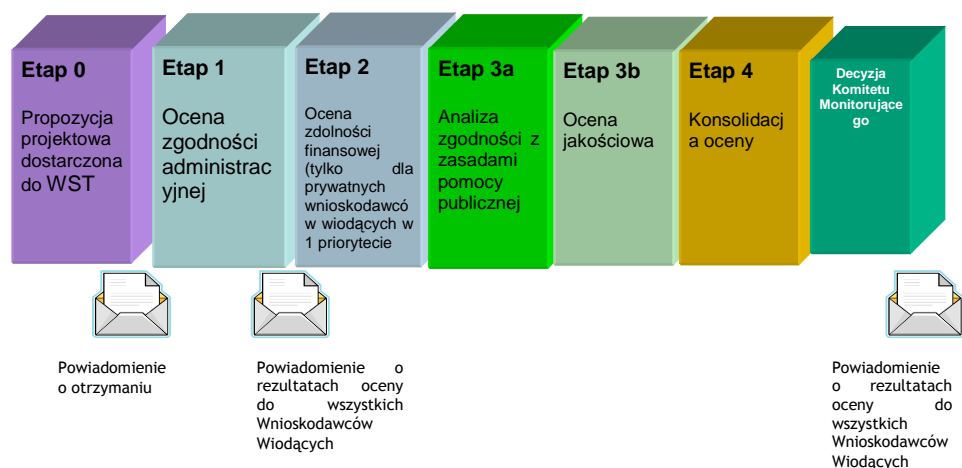 Etap 0
Propozycja
projektowa
dostarczona
do WST
Etap 1
Ocena
zgodności
administrac
yjnej
Etap 2
Ocena
zdolności
finansowej
(tylko dla
prywatnych
wnioskodawcó
w wiodących w
1 priorytecie
Etap 3a
Analiza
zgodności z
zasadami
pomocy
publicznej
Etap 3b
Ocena
jakościowa
Etap 4
Konsolidacj
a oceny
Decyzja
Komitetu
Monitorujące
go
Powiadomienie
o otrzymaniu
Powiadomienie o
rezultatach oceny
do wszystkich
Wnioskodawców
Wiodących
Powiadomienie
o rezultatach
oceny do
wszystkich
Wnioskodawców
Wiodących